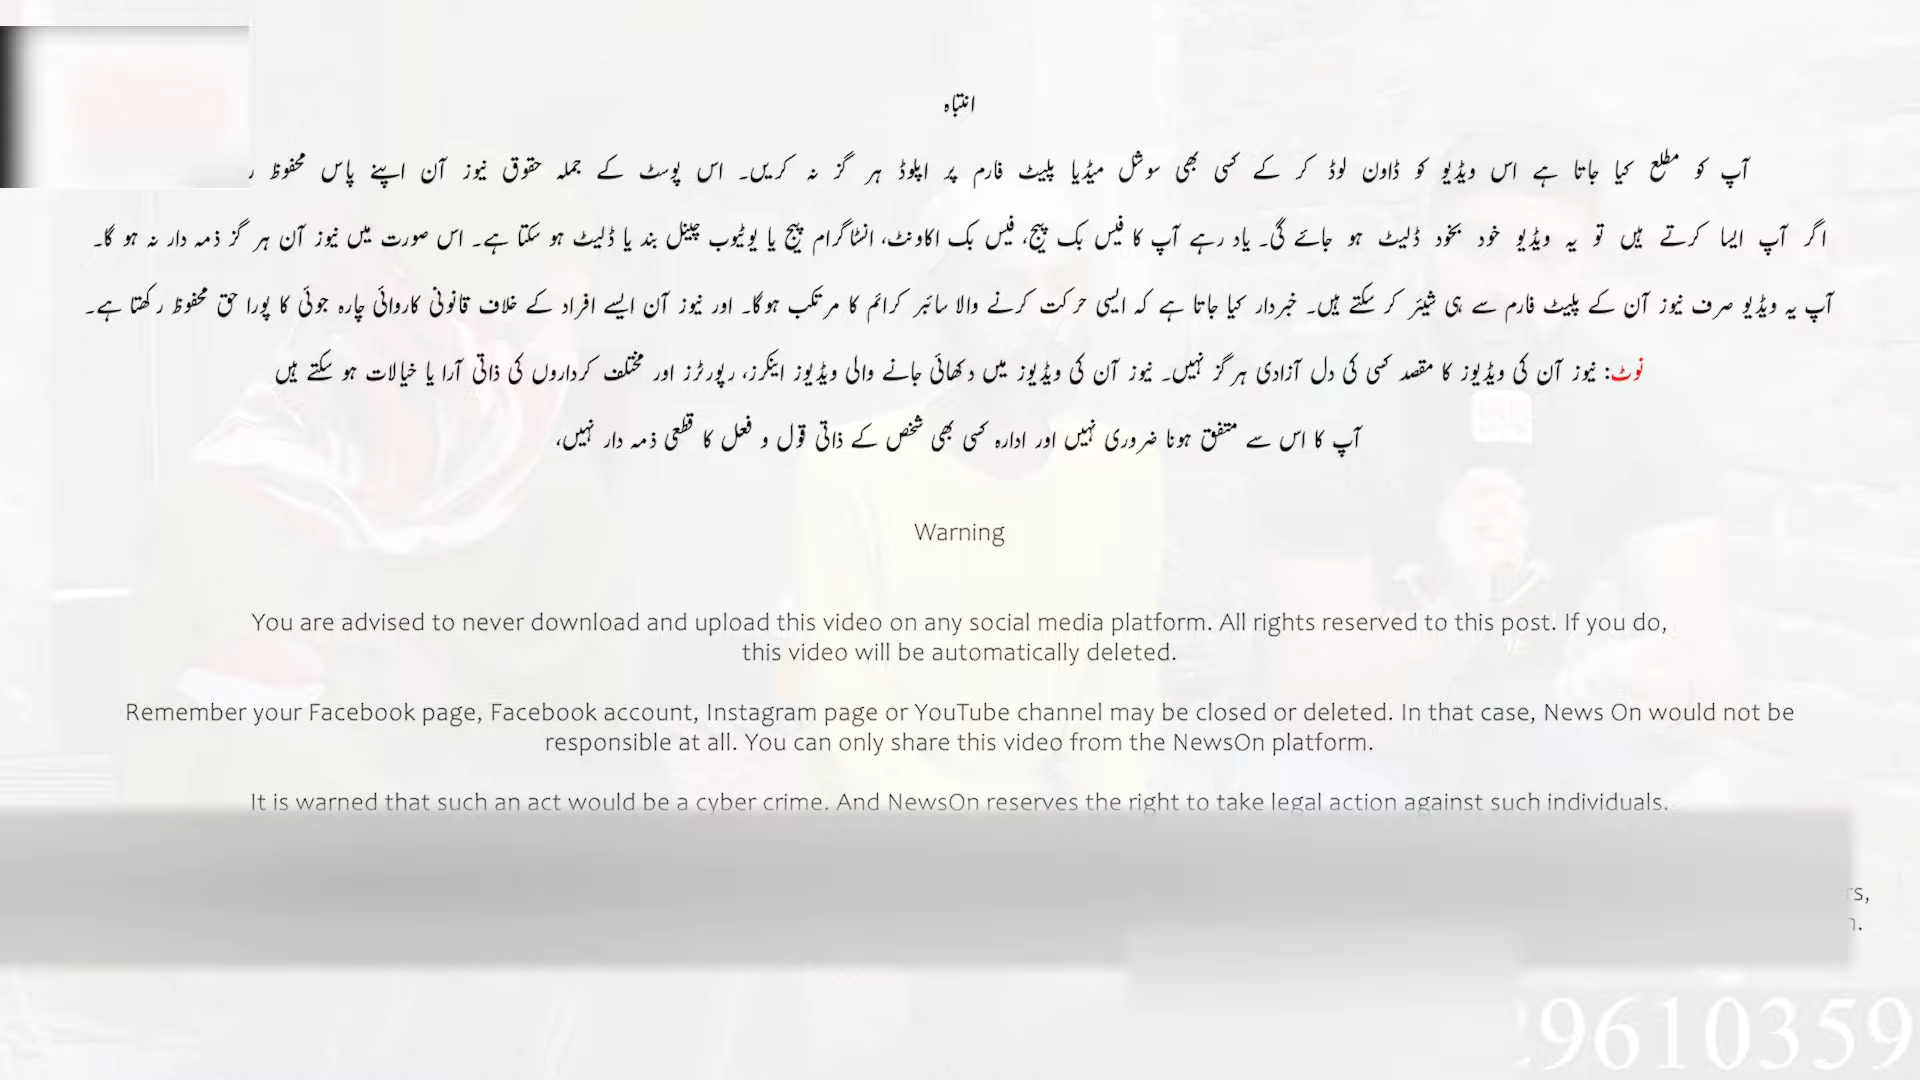 انتباہ
آپ کو مطلع کیا جاتا ہے اس ویڈیو کو ڈاون لوڈ کر کے کسی بھی سوشل میڈیا پلیٹ فارم پر اپلوڈ ہر گز نہ کریں۔ اس پوسٹ کے جملہ حقوق نیوز آن اپنے پاس محفوظ
اگر آپ ایسا کرتے ہیں تو یہ ویڈیو خود بخود ڈلیٹ ہو جائے گی۔ یاد رہے آپ کا فیس بک پیج، فیس بک اکاونٹ، انسٹاگرام پیج یا یوٹیوب چینل بند یا ڈلیٹ ہو سکتا ہے۔ اس صورت میں نیوز آن ہر گز ذمہ دار نہ ہو گا۔
آپ یہ ویڈیو صرف نیوز آن کے پلیٹ فارم سے ہی شیئر کر سکتے ہیں۔ خبردار کیا جاتا ہے کہ ایسی حرکت کرنے والا سائبر کرائم کا مرتکب ہوگا۔ اور نیوز آن ایسے افراد کے خلاف قانونی کاروائی چارہ جوئی کا پورا حق محفوظ رکھتا ہے۔
نوٹ: نیوز آن کی ویڈیوز کا مقصد کسی کی دل آزادی ہرگز نہیں۔ نیوز آن کی ویڈیوز میں دکھائی جانے والی ویڈیوز اینکرز، رپورٹرز اور مختلف کرداروں کی ذاتی آرا یا خیالات ہو سکتے ہیں
آپ کا اس سے متفق ہونا ضروری نہیں اور ادارہ کسی بھی شخص کے ذاتی قول و فعل کا قطعی ذمہ دار نہیں،
Warning
You are advised to never download and upload this video on any social media platform. All rights reserved to this post. If you do,
this video will be automatically deleted.
Remember your Facebook page, Facebook account, Instagram page or YouTube channel may be closed or deleted. In that case, News On would not be
responsible at all. You can only share this video from the NewsOn platform.
It is warned that such an act would be a cyber crime. And NewsOn reserves the right to take legal action against such individuals.
9610359